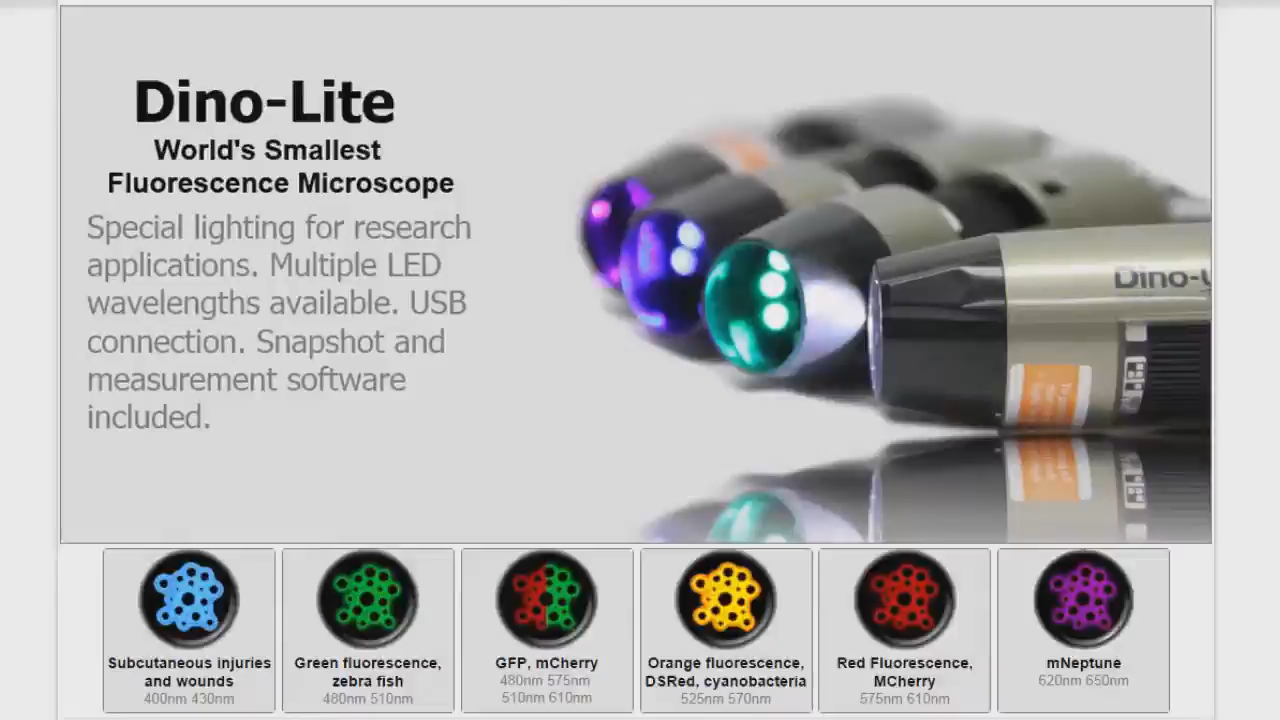 Dino-Lite
World's Smallest
Fluorescence Microscope
Special lighting for research
applications. Multiple LED
wavelengths available. USB
connection. Snapshot and
measurement software
included.
Dino-L
Subcutaneous injuries
and wounds
400nm 430nm
Green fluorescence,
zebra fish
480nm 510nm
GFP, mCherry
480nm 575nm
510nm 610nm
Orange fluorescence,
DSRed, cyanobacteria
525nm 570nm
Red Fluorescence,
MCherry
575nm 610nm
mNeptune
620nm 650nm